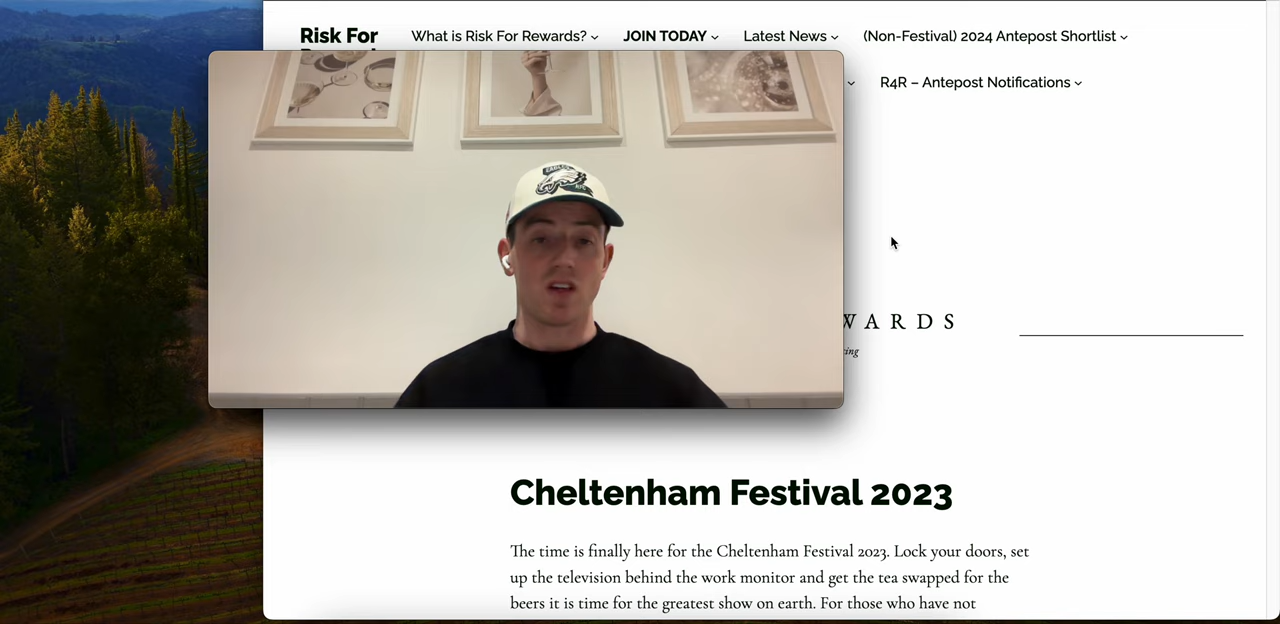 Risk For
What is Risk For Rewards?
JOIN TODAY
Latest News
(Non-Festival) 2024 Antepost Shortlist
R4R – Antepost Notifications
EAGLES
WARDS
Cheltenham Festival 2023
The time is finally here for the Cheltenham Festival 2023. Lock your doors, set
up the television behind the work monitor and get the tea swapped for the
beers it is time for the greatest show on earth. For those who have not